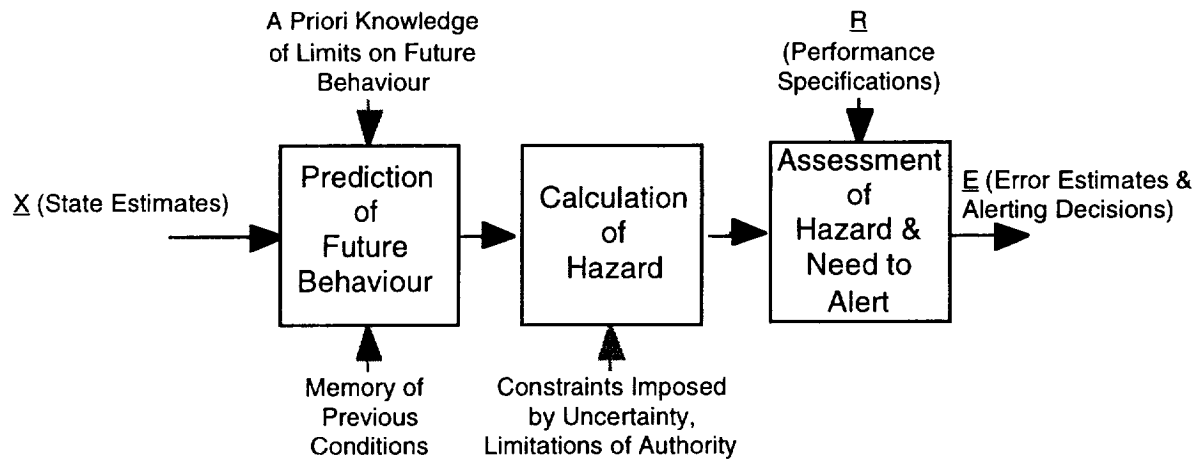 A Priori Knowledge
of Limits on Future
Behaviour
R
(Performance
Specifications)
X (State Estimates)
Prediction
of
Future
Behaviour
Calculation
of
Hazard
Assessment
of
Hazard &
Need to
Alert
E (Error Estimates &
Alerting Decisions)
Memory of
Previous
Conditions
Constraints Imposed
by Uncertainty,
Limitations of Authority